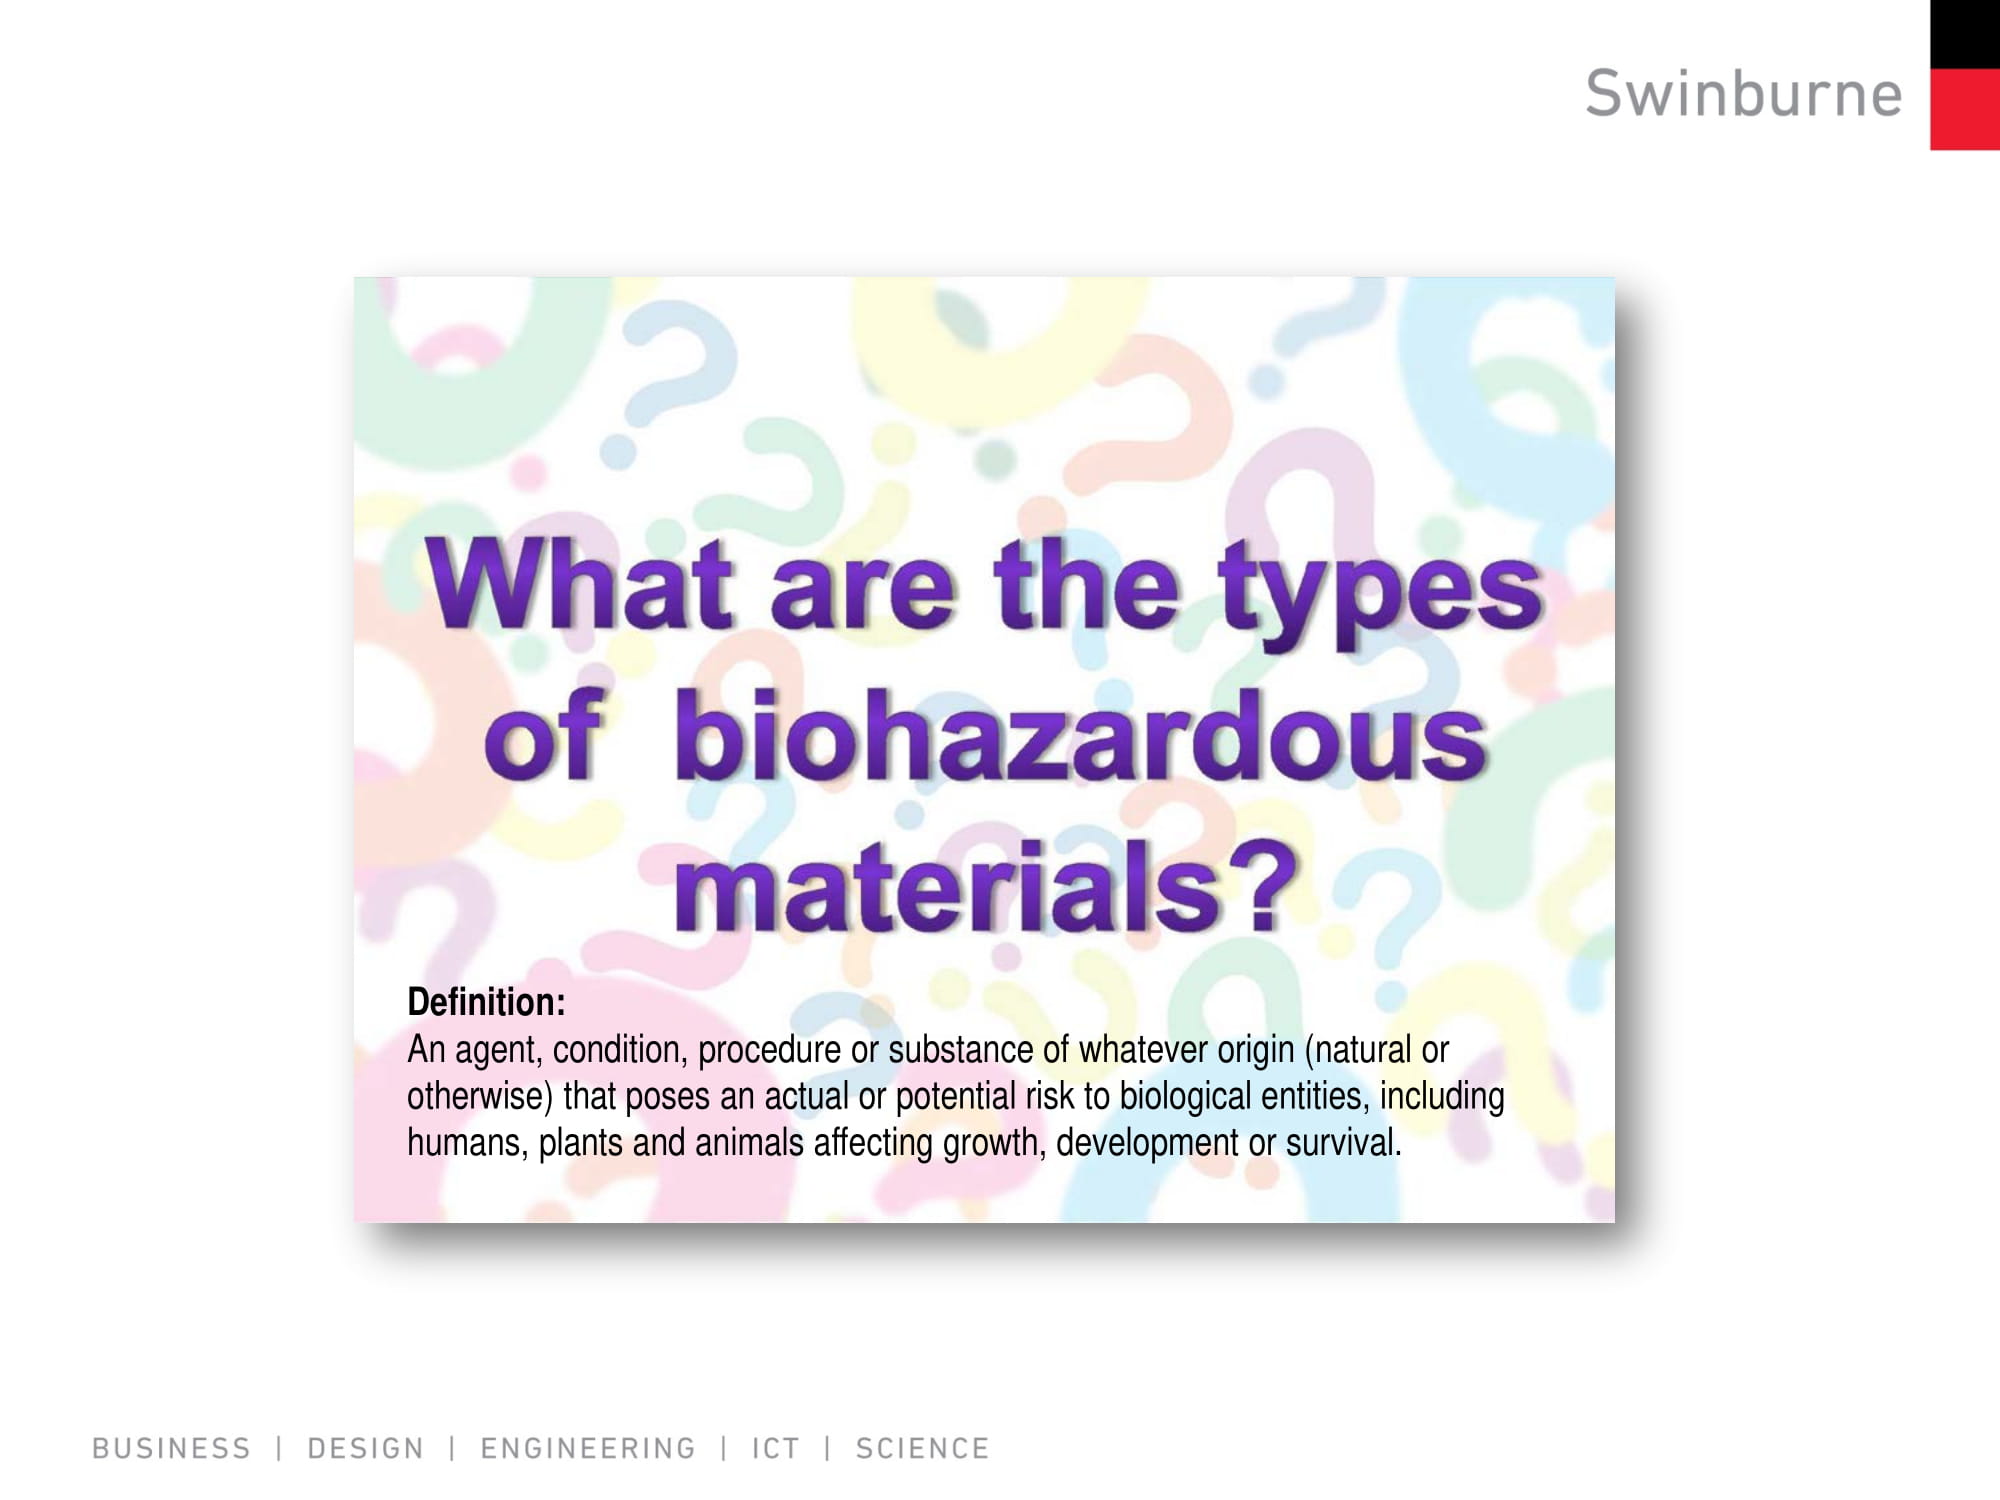 Swinburne
What are the types
of biohazardous
materials?
Definition:
An agent, condition, procedure or substance of whatever origin (natural or
otherwise) that poses an actual or potential risk to biological entities, including
humans, plants and animals affecting growth, development or survival.
BUSINESS | DESIGN | ENGINEERING | ICT | SCIENCE